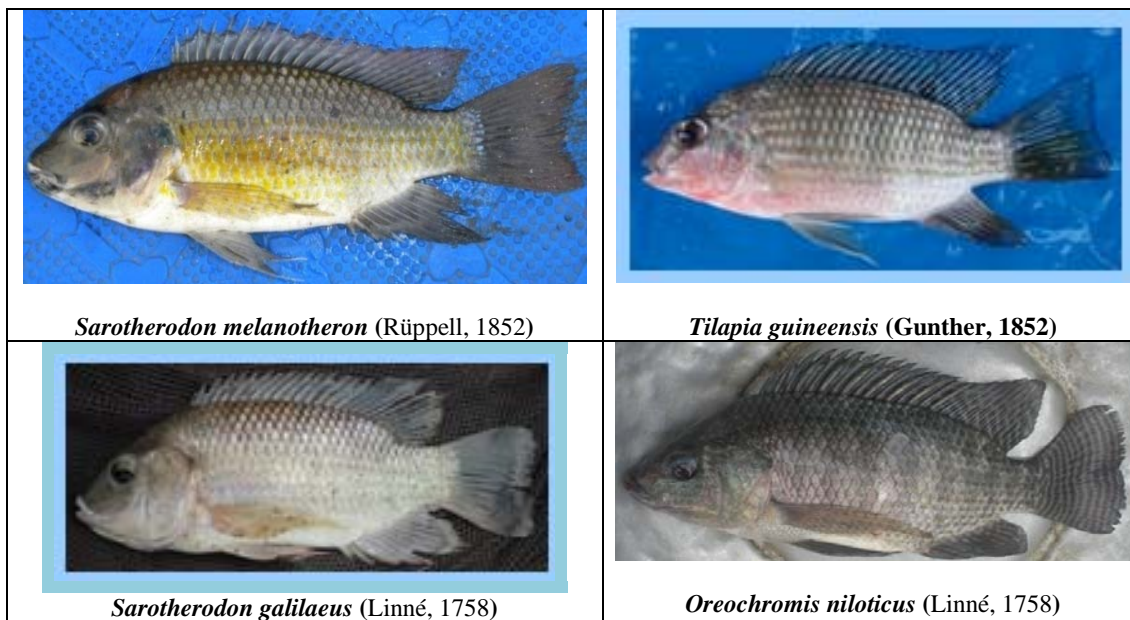 Sarotherodon melanotheron (Rüppell, 1852)
Tilapia guineensis (Gunther, 1852)
Sarotherodon galilaeus (Linné, 1758)
Oreochromis niloticus (Linné, 1758)